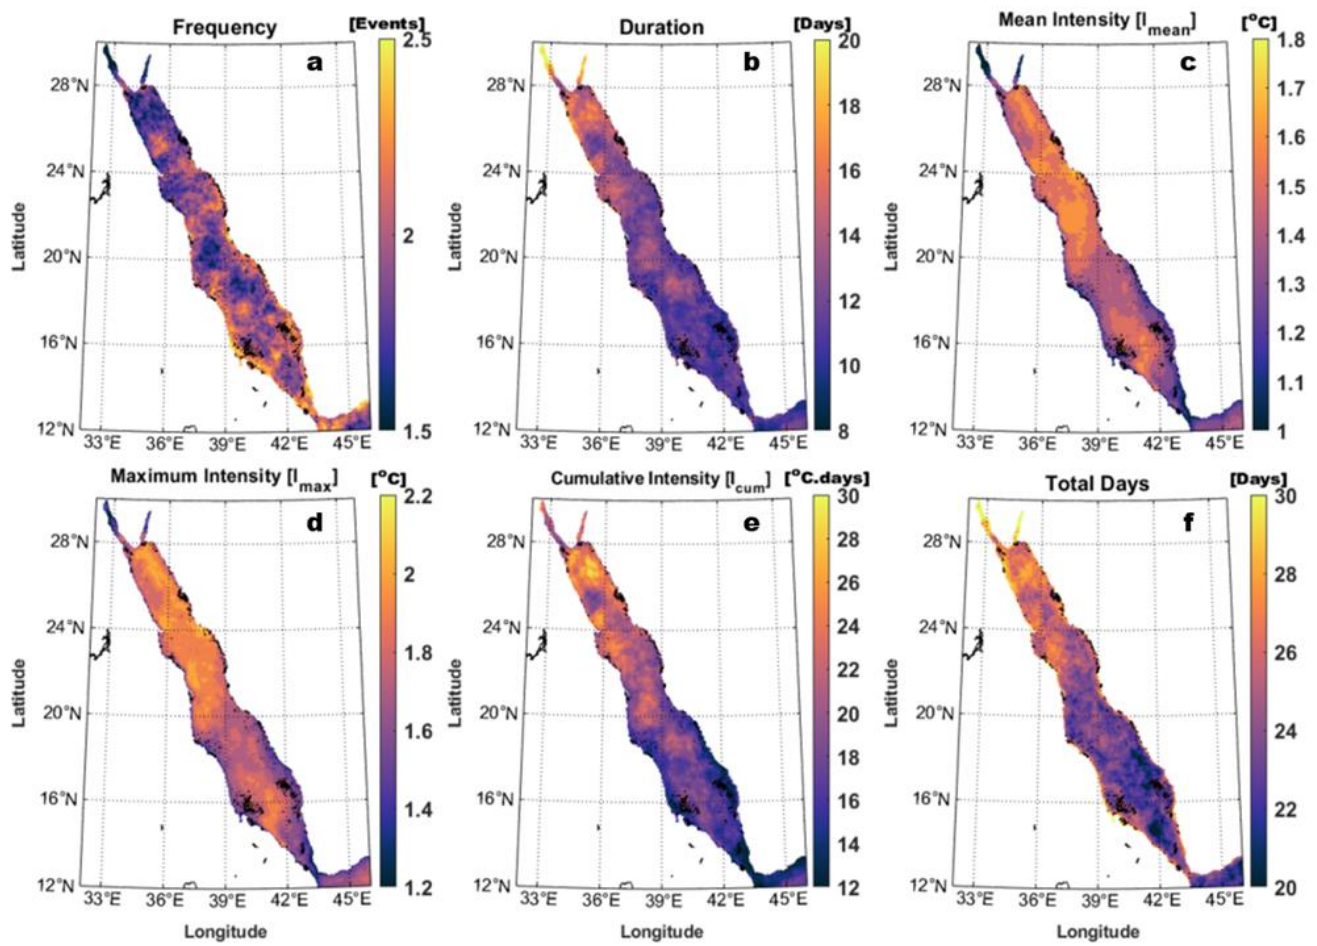 Frequency [Events]
a
2.5
2
1.5
28°N
24°N
20°N
16°N
12°N
33°E 36°E 39°E 42°E 45°E
Latitude
Duration [Days]
b
20
18
16
14
12
10
8
28°N
24°N
20°N
16°N
12°N
33°E 36°E 39°E 42°E 45°E
Latitude
Mean Intensity [Imean] [°C]
c
1.8
1.7
1.6
1.5
1.4
1.3
1.2
1.1
1
28°N
24°N
20°N
16°N
12°N
33°E 36°E 39°E 42°E 45°E
Latitude
Maximum Intensity [Imax] [°C]
d
2.2
2
1.8
1.6
1.4
1.2
28°N
24°N
20°N
16°N
12°N
33°E 36°E 39°E 42°E 45°E
Latitude
Longitude
Cumulative Intensity [Icum] [°C.days]
e
30
28
26
24
22
20
18
16
14
12
28°N
24°N
20°N
16°N
12°N
33°E 36°E 39°E 42°E 45°E
Latitude
Longitude
Total Days [Days]
f
30
28
26
24
22
20
28°N
24°N
20°N
16°N
12°N
33°E 36°E 39°E 42°E 45°E
Latitude
Longitude